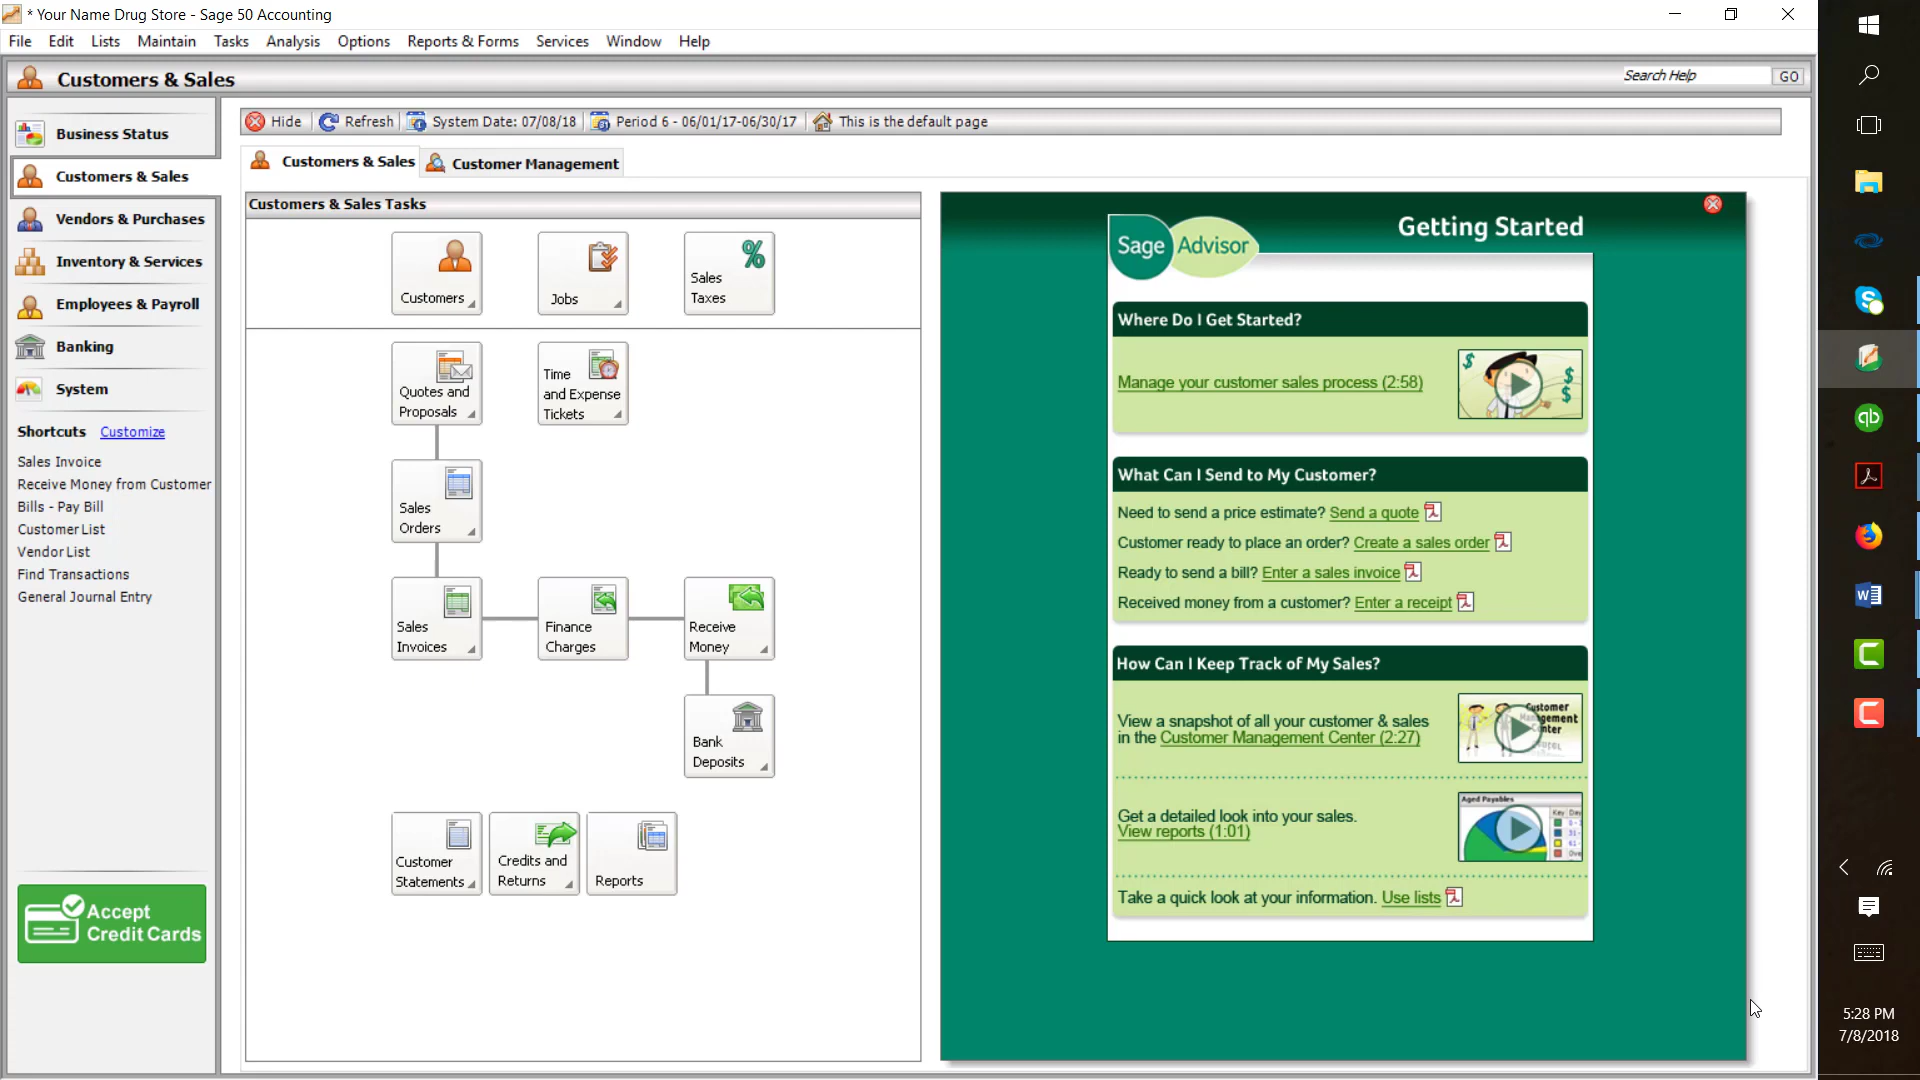 * Your Name Drug Store - Sage 50 Accounting
File Edit Lists Maintain Tasks Analysis Options Reports & Forms Services Window Help
Customers & Sales
Search Help
GO
Business Status
Customers & Sales
Vendors & Purchases
Inventory & Services
Employees & Payroll
Banking
System
Shortcuts Customize
Sales Invoice
Receive Money from Customer
Bills - Pay Bill
Customer List
Vendor List
Find Transactions
General Journal Entry
Accept
Credit Cards
Hide Refresh System Date: 07/08/18 Period 6 - 06/01/17-06/30/17 This is the default page
Customers & Sales Customer Management
Customers & Sales Tasks
Customers
Jobs
Sales
Taxes
Quotes and
Proposals
Time
and Expense
Tickets
Sales
Orders
Sales
Invoices
Finance
Charges
Receive
Money
Bank
Deposits
Customer
Statements
Credits and
Returns
Reports
Sage Advisor
Getting Started
Where Do I Get Started?
Manage your customer sales process (2:58)
What Can I Send to My Customer?
Need to send a price estimate? Send a quote
Customer ready to place an order? Create a sales order
Ready to send a bill? Enter a sales invoice
Received money from a customer? Enter a receipt
How Can I Keep Track of My Sales?
View a snapshot of all your customer & sales
in the Customer Management Center (2:27)
Get a detailed look into your sales.
View reports (1:01)
Aged Payables
Take a quick look at your information. Use lists
5:28 PM
7/8/2018